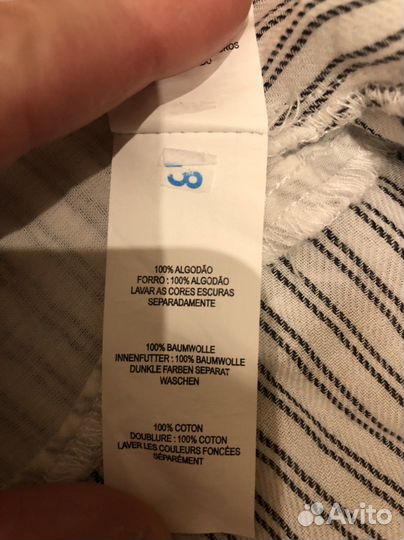 100% ALGODÃO
FORRO : 100% ALGODÃO
LAVAR AS CORES ESCURAS
SEPARADAMENTE
100% BAUMWOLLE
INNENFUTTER : 100% BAUMWOLLE
DUNKLE FARBEN SEPARAT
WASCHEN
100% COTON
DOUBLURE : 100% COTON
LAVER LES COULEURS FONCÉES
SÉPARÉMENT
Avito